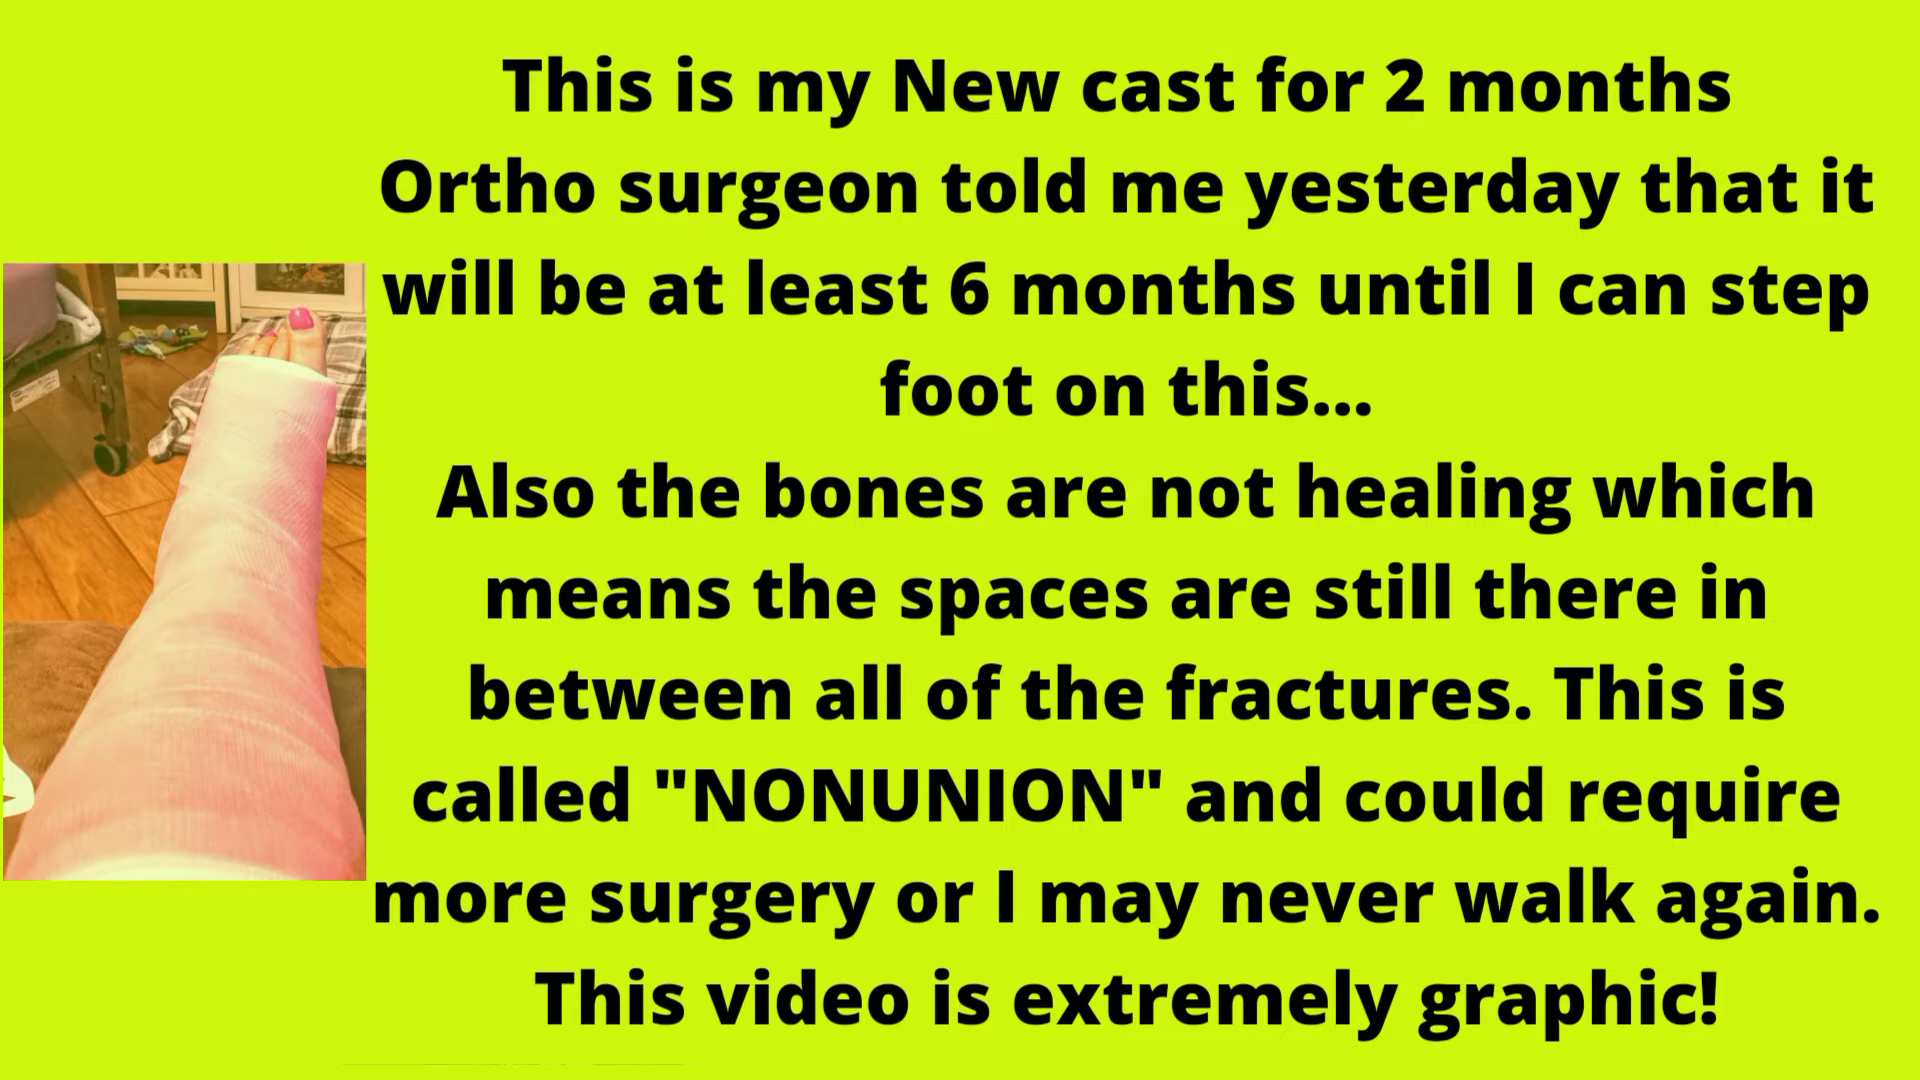 This is my New cast for 2 months
Ortho surgeon told me yesterday that it
will be at least 6 months until I can step
foot on this...
Also the bones are not healing which
means the spaces are still there in
between all of the fractures. This is
called "NONUNION" and could require
more surgery or I may never walk again.
This video is extremely graphic!